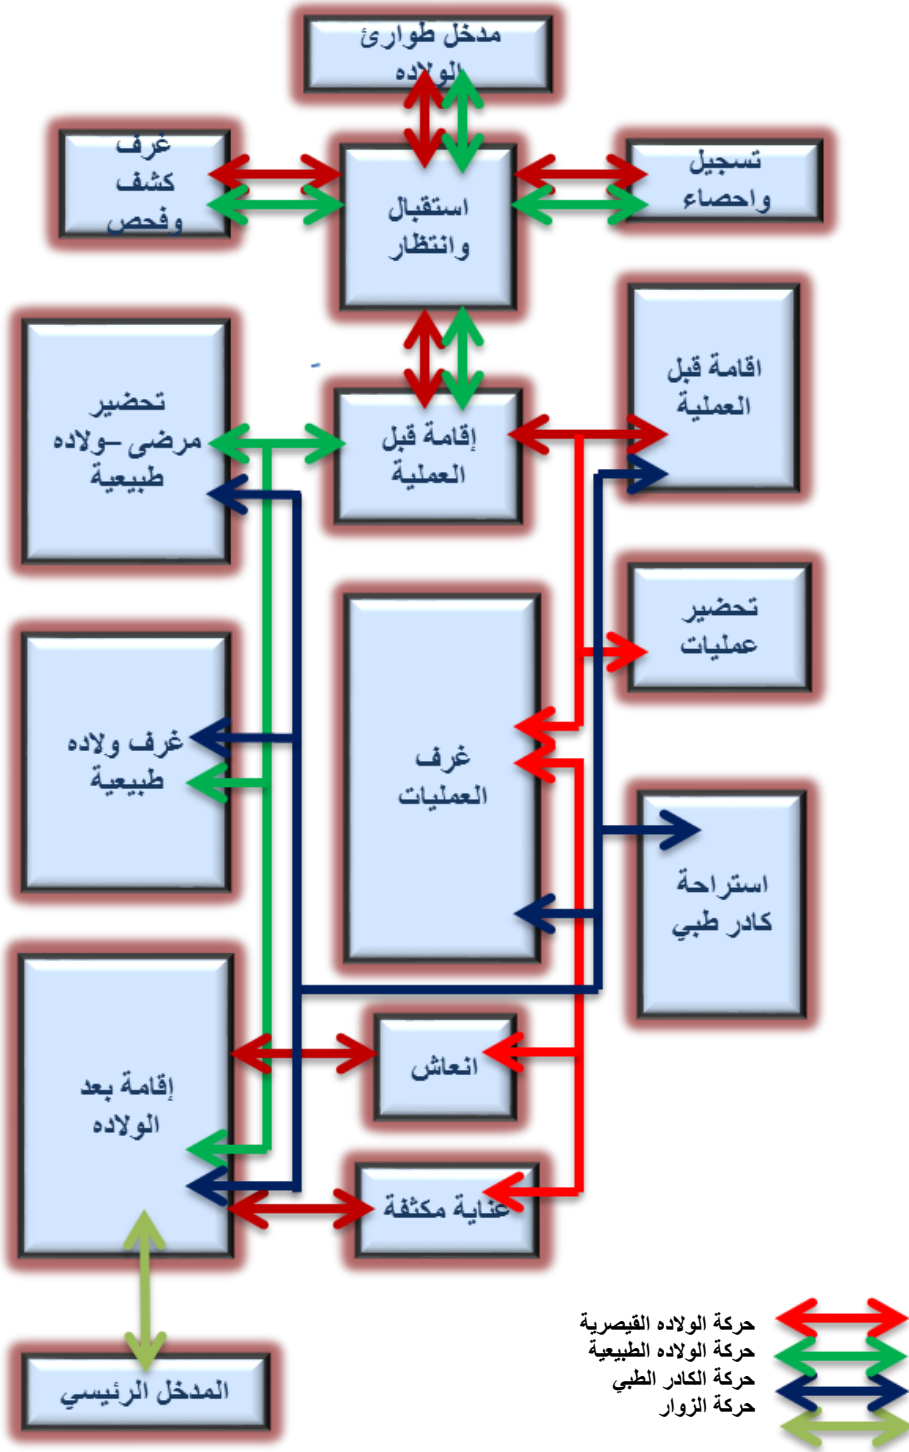 مدخل طوارئ
الولاده
غرف
كشف
وفحص
استقبال
وانتظار
تسجيل
واحصاء
تحضير
مرضى –ولاده
طبيعية
إقامة قبل
العملية
اقامة قبل
العملية
تحضير
عمليات
غرف ولاده
طبيعية
غرف
العمليات
استراحة
كادر طبي
إقامة بعد
الولاده
انعاش
عناية مكثفة
المدخل الرئيسي
حركة الولاده القيصرية
حركة الولاده الطبيعية
حركة الكادر الطبي
حركة الزوار